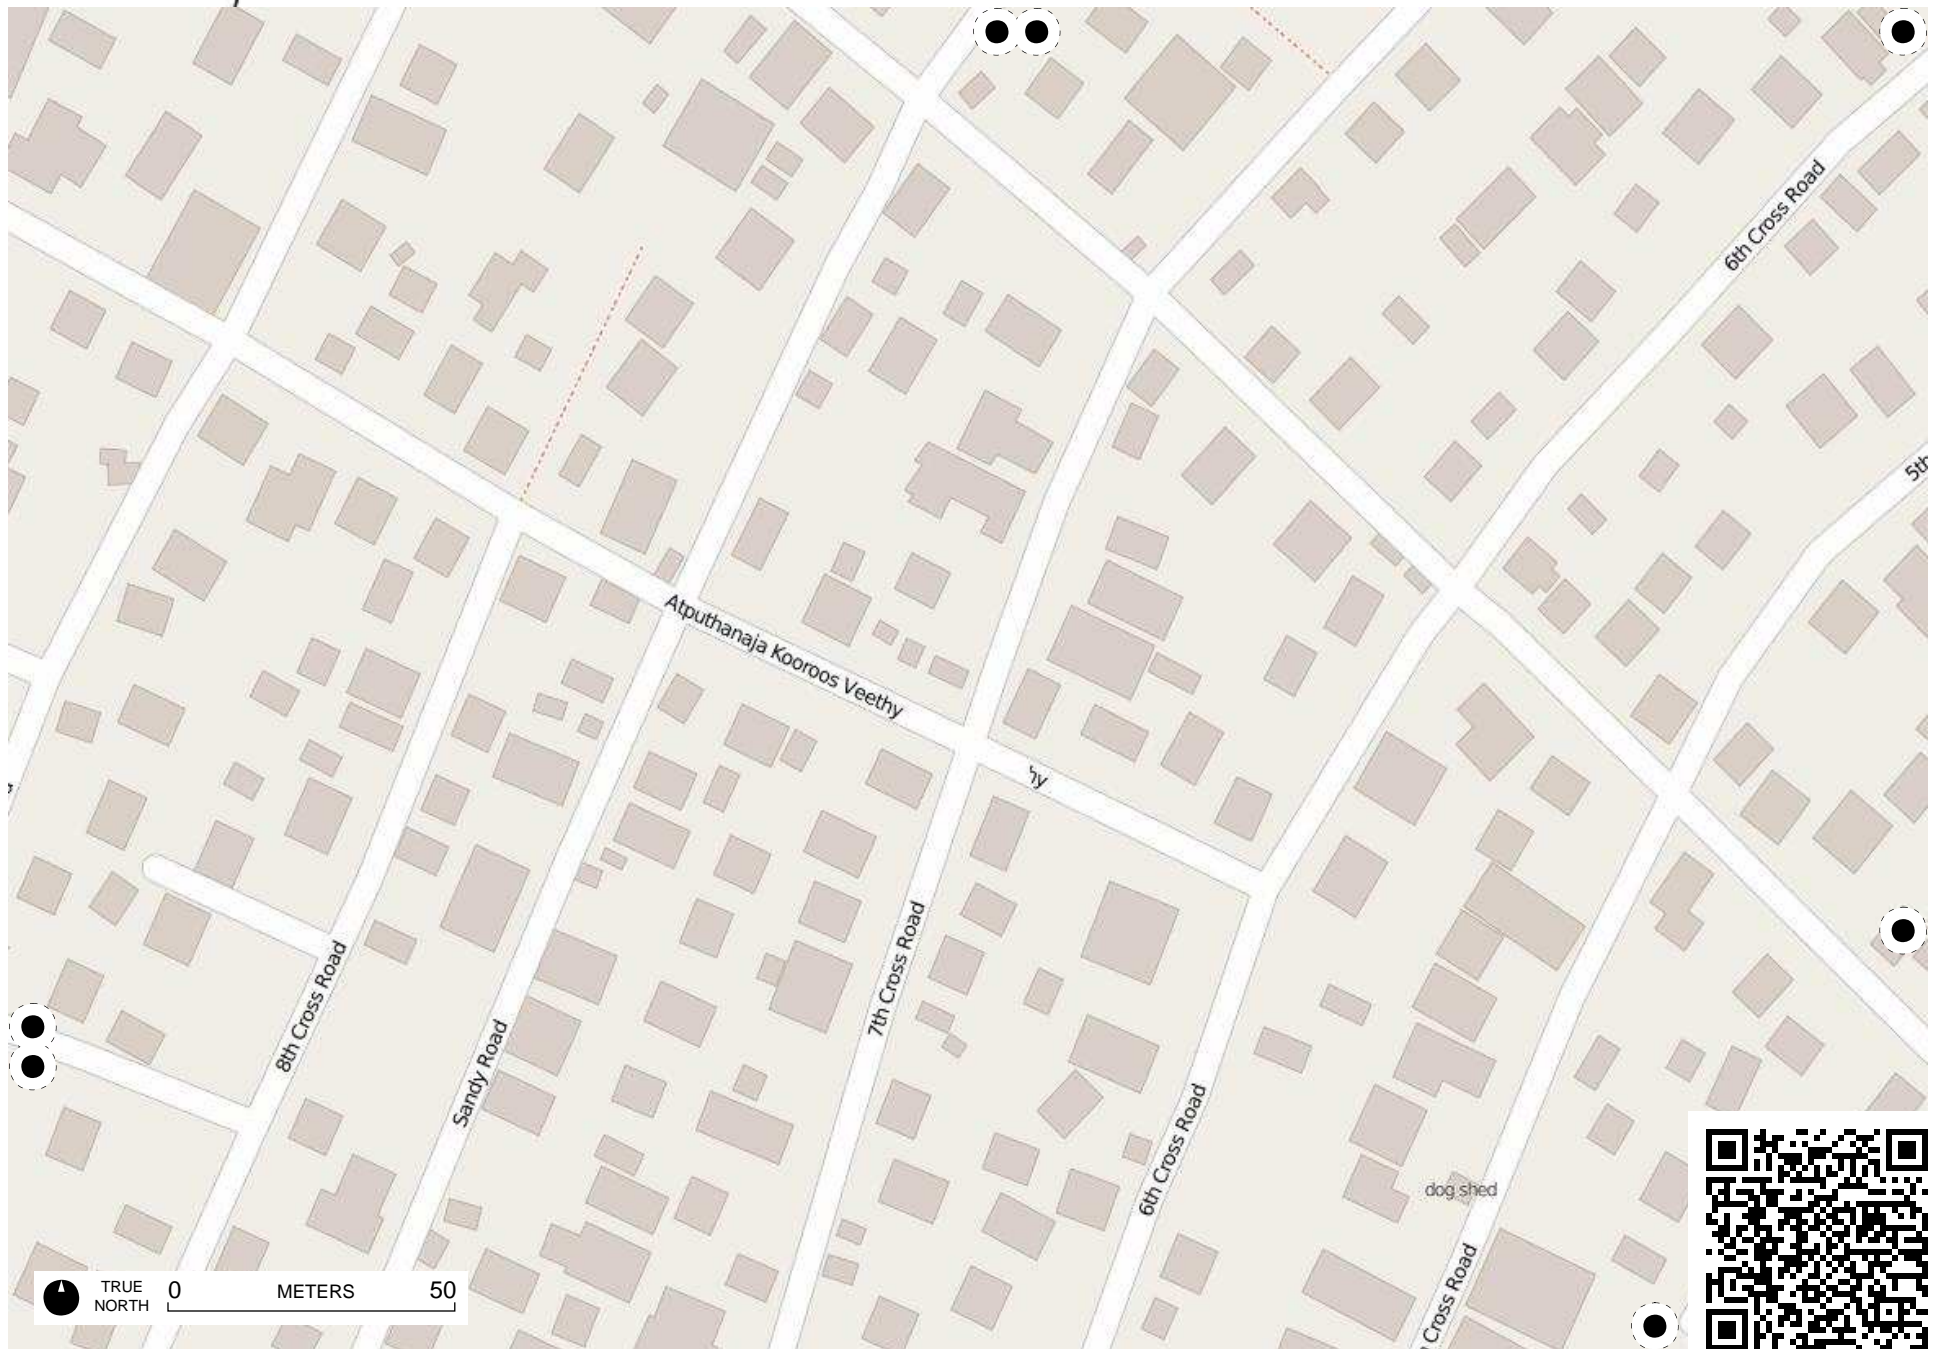 6th Cross Road
5th
Atputhanaja Kooroos Veethy
hy
8th Cross Road
Sandy Road
7th Cross Road
6th Cross Road
dog shed
Cross Road
TRUE
NORTH
0 METERS 50